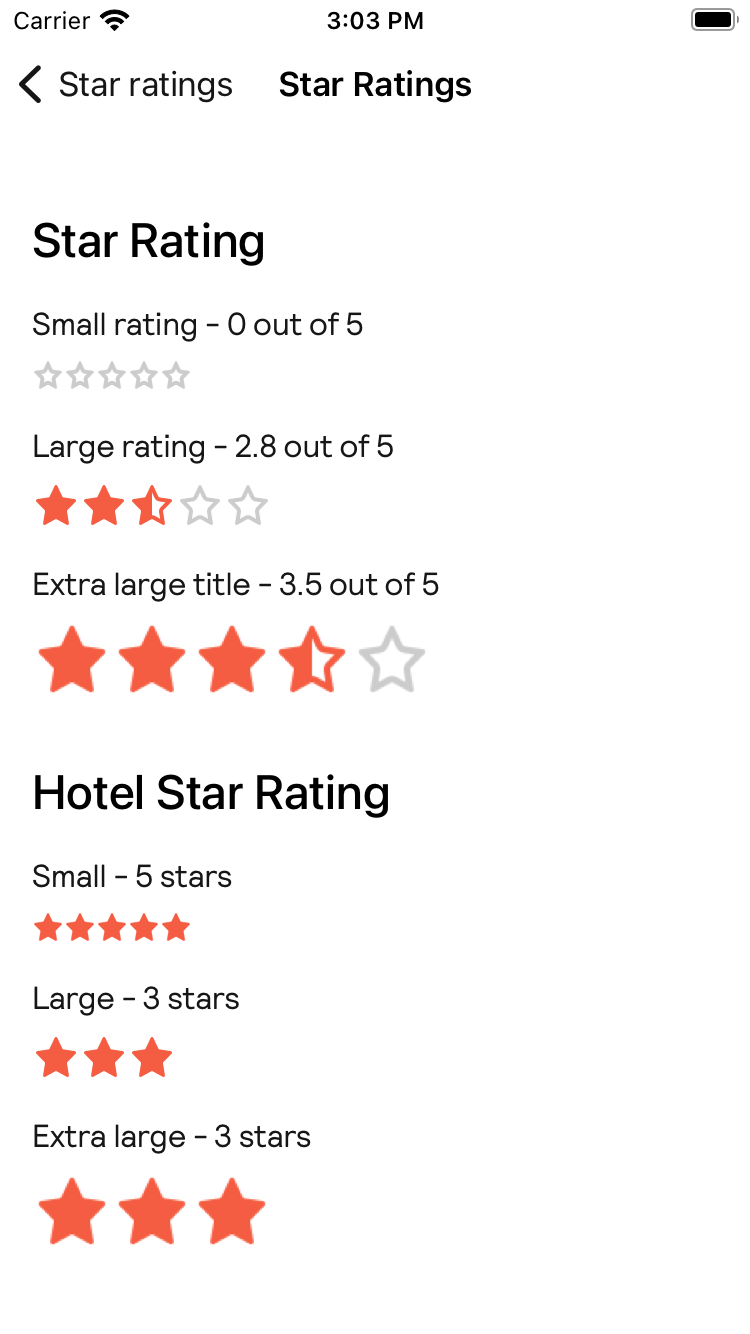 Carrier 3:03 PM
Star ratings Star Ratings
Star Rating
Small rating - 0 out of 5
Large rating - 2.8 out of 5
Extra large title - 3.5 out of 5
Hotel Star Rating
Small - 5 stars
Large - 3 stars
Extra large - 3 stars